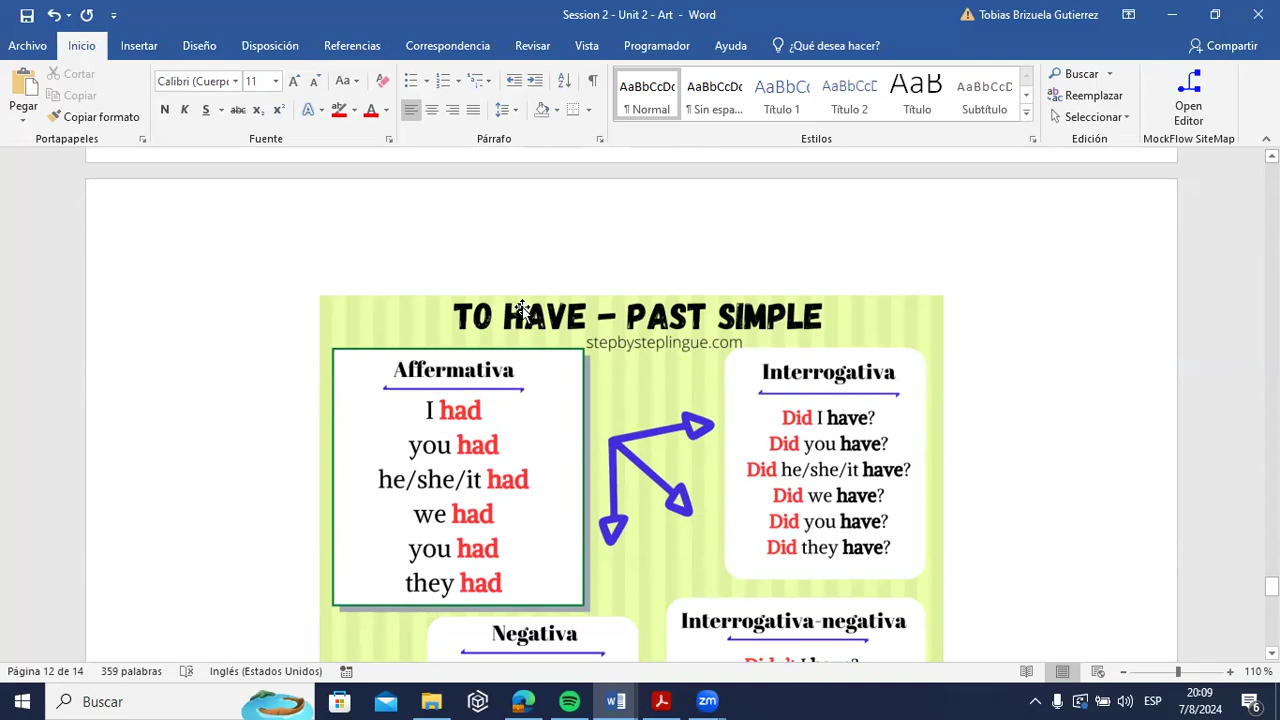 Session 2 - Unit 2 - Art - Word
Tobias Brizuela Gutierrez
Archivo Inicio Insertar Diseño Disposición Referencias Correspondencia Revisar Vista Programador Ayuda ¿Qué desea hacer? Compartir
Pegar
Cortar
Copiar
Copiar formato
Calibri (Cuerpo 11
Aa
N K S abc x₂ x²
A
AaBbCcDc AaBbCcDc AaBbCc AaBbCcD AaB AaBbCcD
¶ Normal ¶ Sin espa... Título 1 Título 2 Título Subtítulo
Buscar
Reemplazar
Seleccionar
Open
Editor
Portapapeles Fuente Párrafo Estilos Edición MockFlow SiteMap
TO HAVE – PAST SIMPLE
stepbysteplingue.com
Affermativa
I had
you had
he/she/it had
we had
you had
they had
Interrogativa
Did I have?
Did you have?
Did he/she/it have?
Did we have?
Did you have?
Did they have?
Negativa
Interrogativa-negativa
Página 12 de 14 359 palabras Inglés (Estados Unidos) 110 %
Buscar
ESP
20:09
7/8/2024
6